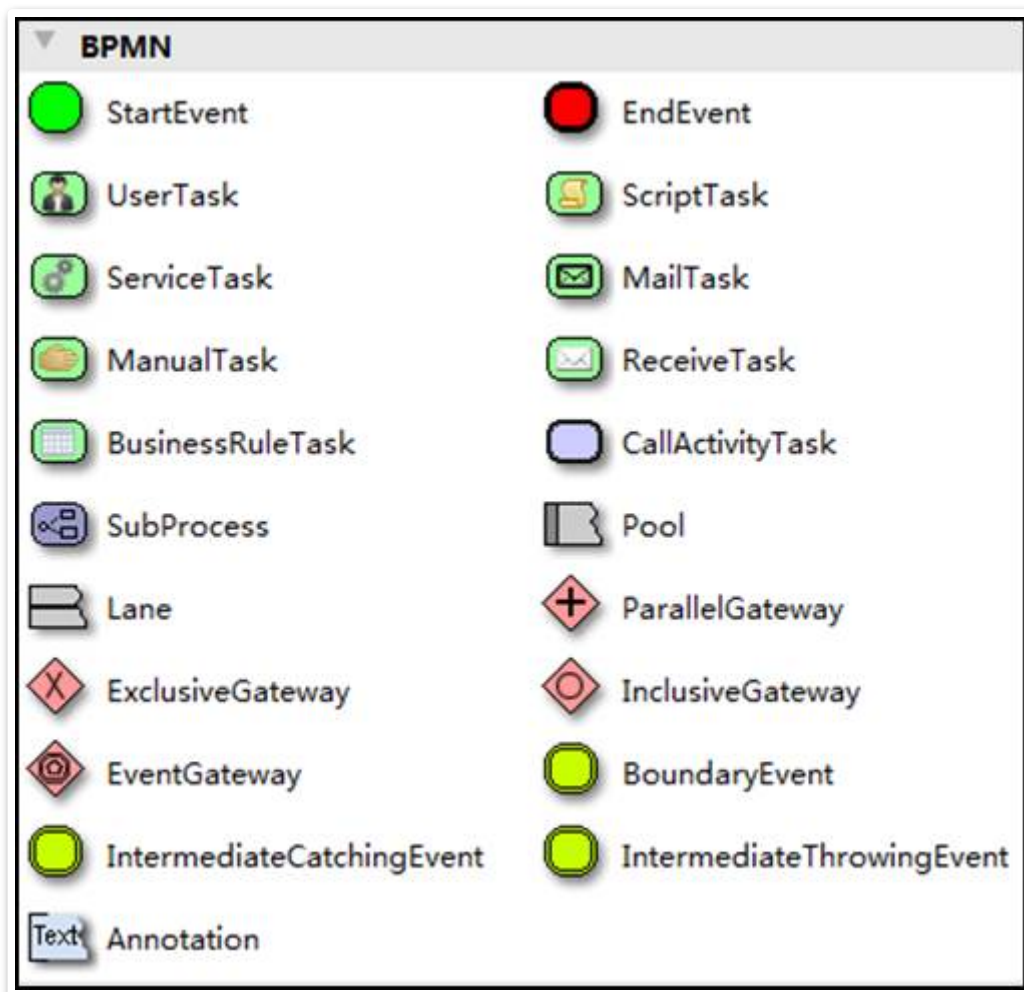 BPMN
StartEvent EndEvent
UserTask ScriptTask
ServiceTask MailTask
ManualTask ReceiveTask
BusinessRuleTask CallActivityTask
SubProcess Pool
Lane ParallelGateway
X ExclusiveGateway InclusiveGateway
EventGateway BoundaryEvent
IntermediateCatchingEvent IntermediateThrowingEvent
Text Annotation